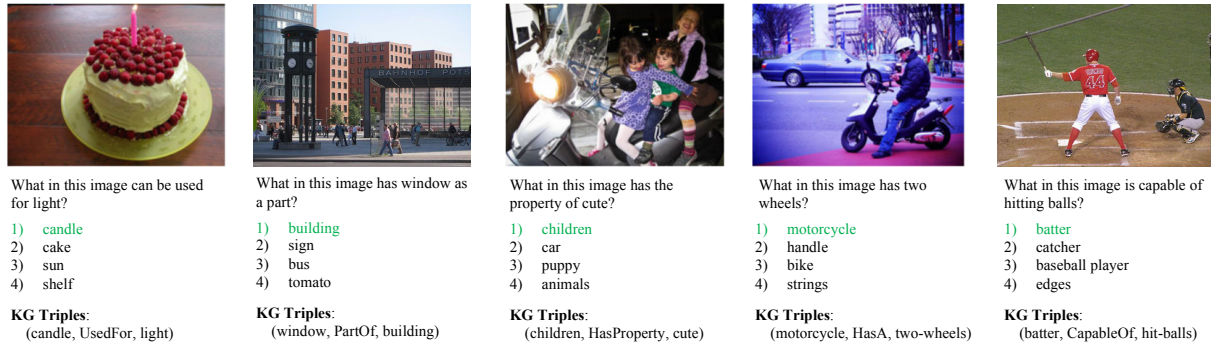 BAHNHOF POTS
44
What in this image can be used
for light?
1) candle
2) cake
3) sun
4) shelf
KG Triples:
(candle, UsedFor, light)
What in this image has window as
a part?
1) building
2) sign
3) bus
4) tomato
KG Triples:
(window, PartOf, building)
What in this image has the
property of cute?
1) children
2) car
3) puppy
4) animals
KG Triples:
(children, HasProperty, cute)
What in this image has two
wheels?
1) motorcycle
2) handle
3) bike
4) strings
KG Triples:
(motorcycle, HasA, two-wheels)
What in this image is capable of
hitting balls?
1) batter
2) catcher
3) baseball player
4) edges
KG Triples:
(batter, CapableOf, hit-balls)